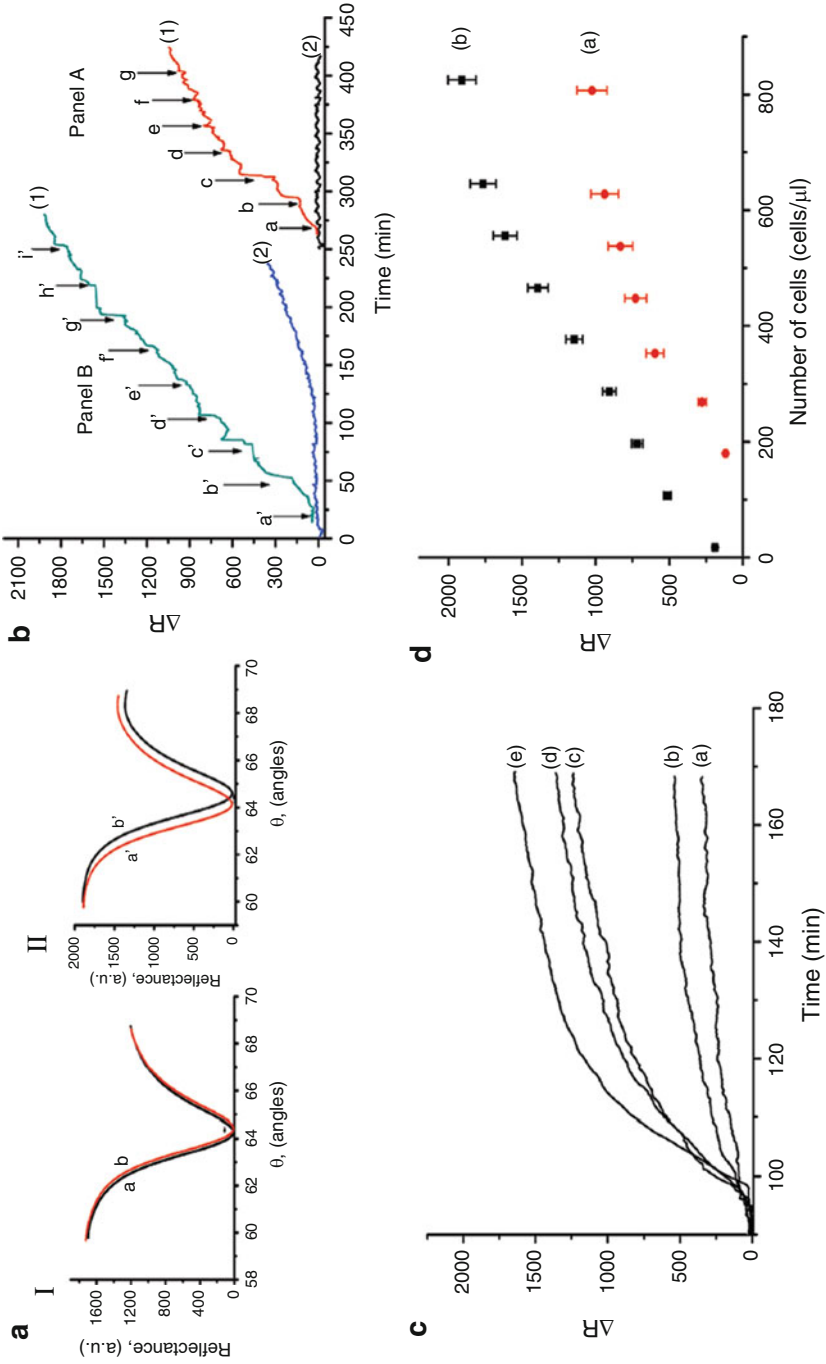 a
I
Reflectance, (a.u.)
1600
1200
800
400
0
58
60
62
64
66
68
70
θ, (angles)
a
b
II
Reflectance, (a.u.)
2000
1500
1000
500
0
60
62
64
66
68
70
θ, (angles)
a'
b'
b
ΔR
2100
1800
1500
1200
900
600
300
0
0
50
100
150
200
250
300
350
400
450
Time (min)
Panel B
a'
b'
c'
d'
e'
f'
g'
h'
i'
(1)
(2)
Panel A
a
b
c
d
e
f
g
(1)
(2)
c
ΔR
2000
1500
1000
500
0
100
120
140
160
180
Time (min)
(e)
(d)
(c)
(b)
(a)
d
ΔR
2000
1500
1000
500
0
0
200
400
600
800
Number of cells (cells/μl)
(b)
(a)